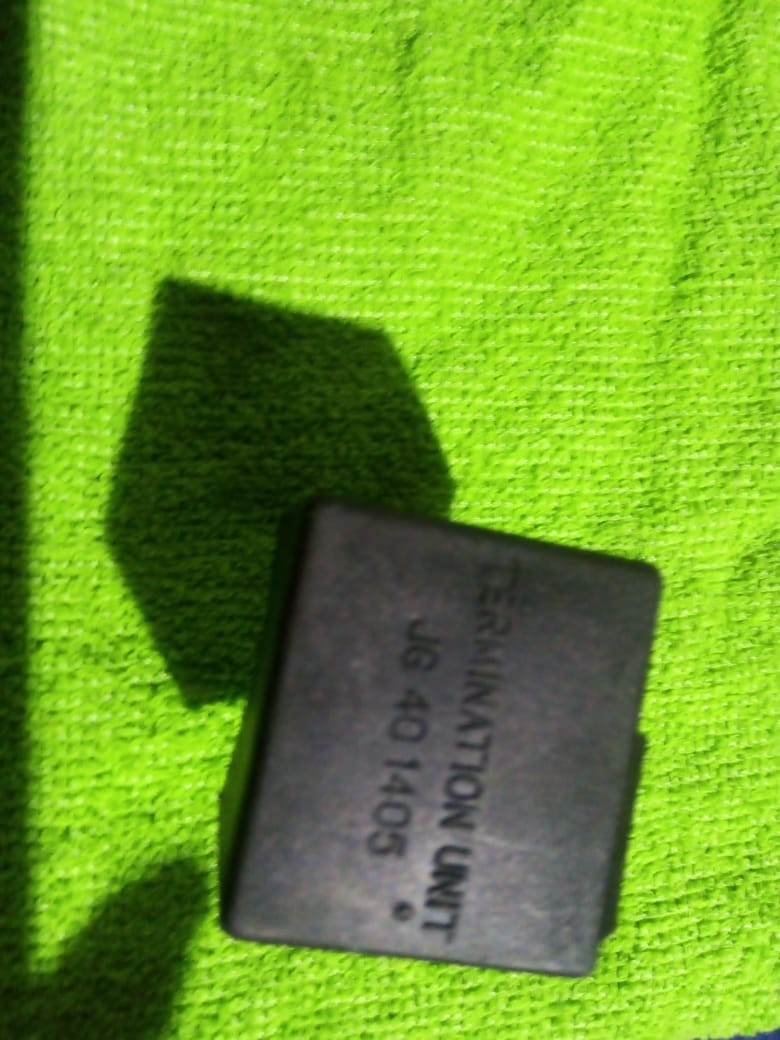 TERMINATION UNIT
JG 40 1405